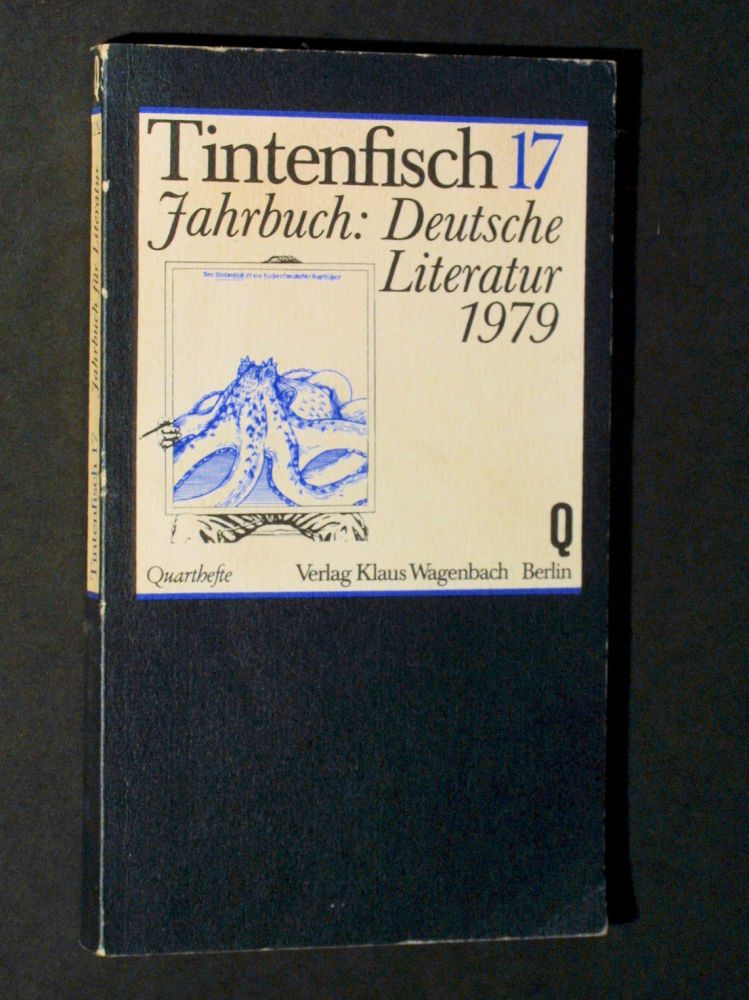 Tintenfisch 17
Jahrbuch: Deutsche
Literatur
1979
Q
Quarthefte
Verlag Klaus Wagenbach Berlin
Tintenfisch 17 Jahrbuch für Literatur